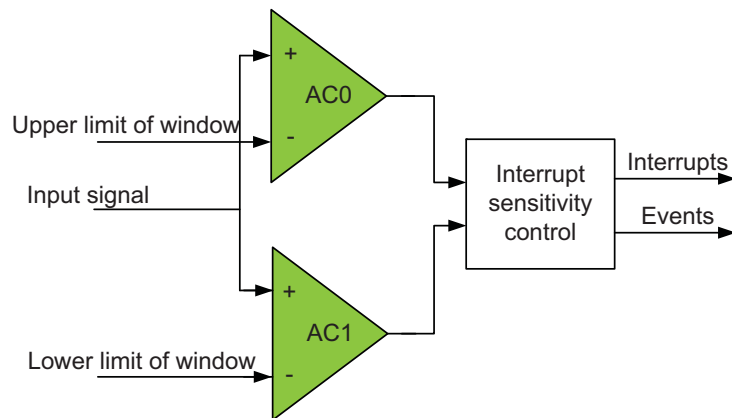 +
AC0
Upper limit of window
-
Interrupts
Interrupt
sensitivity
control
Input signal
Events
+
AC1
Lower limit of window
-